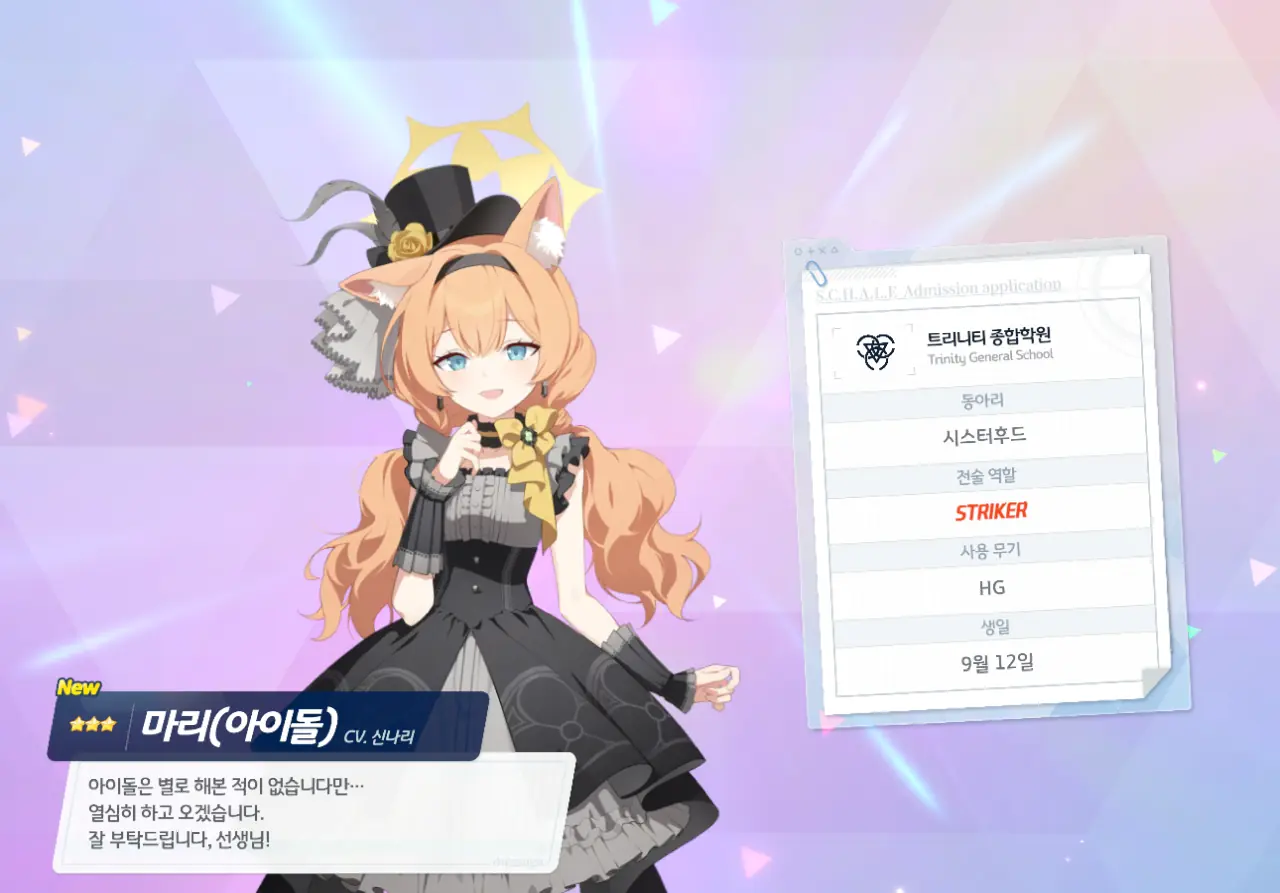 S.C.H.A.L.E. Admission application
트리니티 종합학원
Trinity General School
동아리
시스터후드
전술 역할
STRIKER
사용 무기
HG
생일
9월 12일
New
마리(아이돌) CV. 신나리
아이돌은 별로 해본 적이 없습니다만…
열심히 하고 오겠습니다.
잘 부탁드립니다, 선생님!